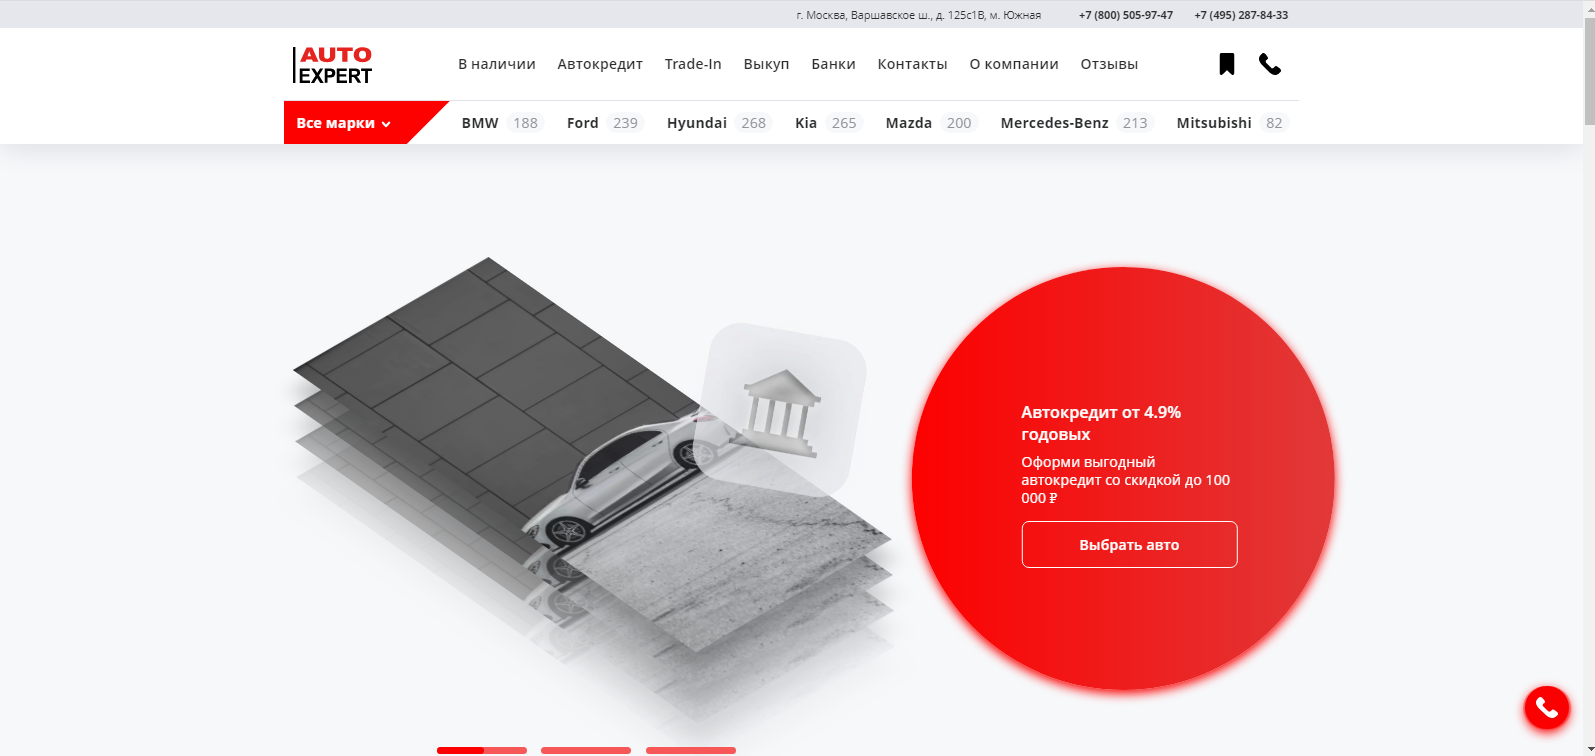 г. Москва, Варшавское ш., д. 125с1В, м. Южная +7 (800) 505-97-47 +7 (495) 287-84-33
AUTO
EXPERT
В наличии Автокредит Trade-In Выкуп Банки Контакты О компании Отзывы
Все марки BMW 188 Ford 239 Hyundai 268 Kia 265 Mazda 200 Mercedes-Benz 213 Mitsubishi 82
Автокредит от 4.9%
годовых
Оформи выгодный
автокредит со скидкой до 100
000 ₽
Выбрать авто